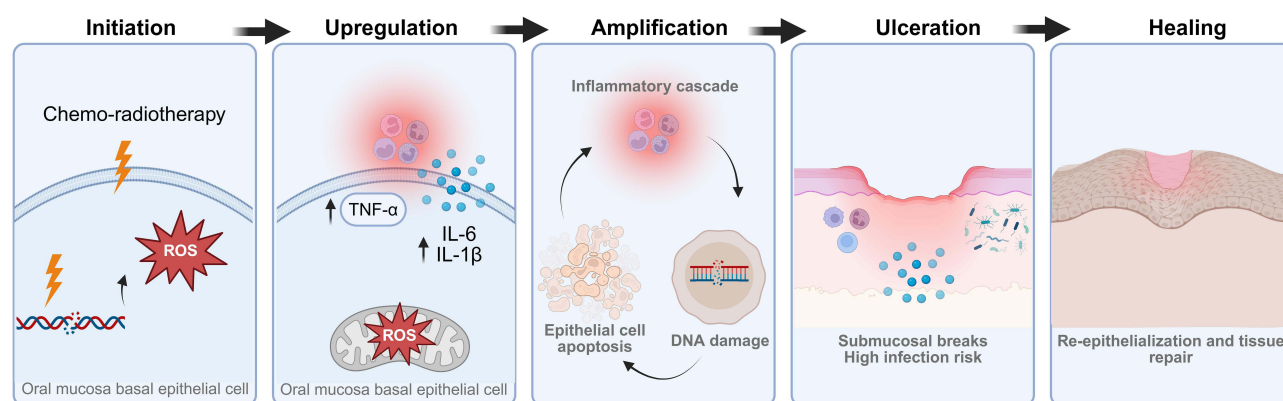 Initiation
Upregulation
Amplification
Ulceration
Healing
Chemo-radiotherapy
ROS
Oral mucosa basal epithelial cell
TNF-α
IL-6
IL-1β
ROS
Oral mucosa basal epithelial cell
Inflammatory cascade
Epithelial cell
apoptosis
DNA damage
Submucosal breaks
High infection risk
Re-epithelialization and tissue
repair